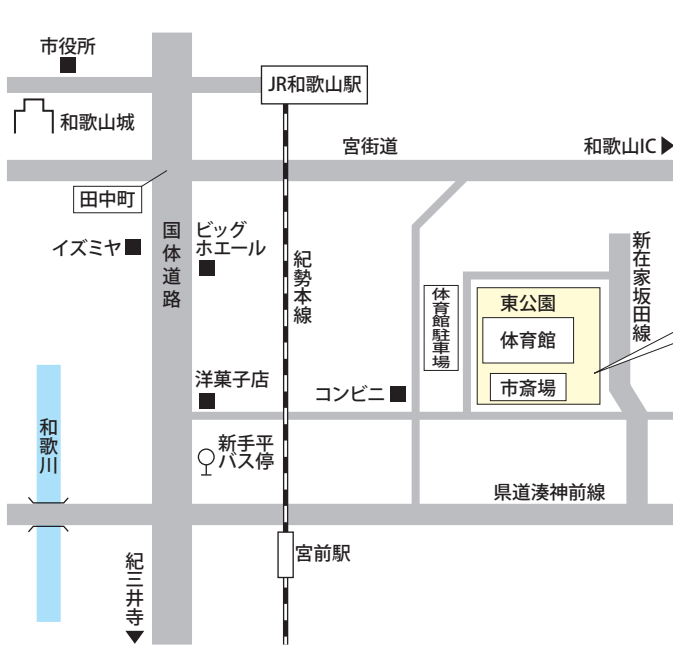 市役所
JR和歌山駅
和歌山城
宮街道
和歌山IC
田中町
国体道路
ビッグ
ホエール
イズミヤ
紀勢本線
新在家坂田線
体育館駐車場
東公園
体育館
市斎場
洋菓子店
コンビニ
和歌川
新手平
バス停
県道湊神前線
宮前駅
紀三井寺